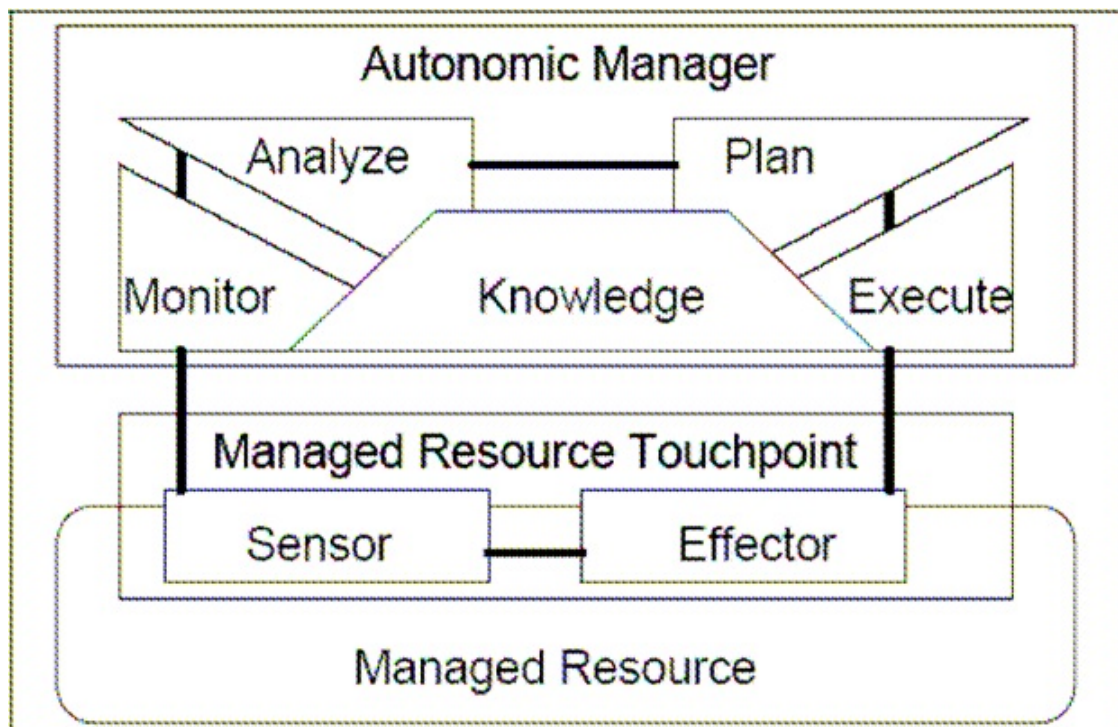 Autonomic Manager
Analyze
Plan
Monitor
Knowledge
Execute
Managed Resource Touchpoint
Sensor
Effector
Managed Resource